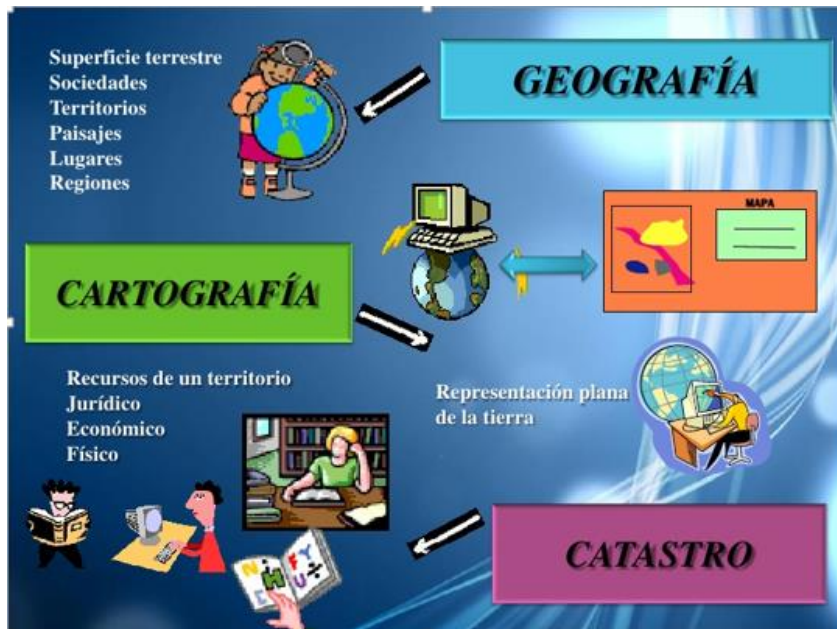 GEOGRAFÍA
Superficie terrestre
Sociedades
Territorios
Paisajes
Lugares
Regiones
MAPA
CARTOGRAFÍA
Representación plana
de la tierra
Recursos de un territorio
Jurídico
Económico
Físico
CATASTRO